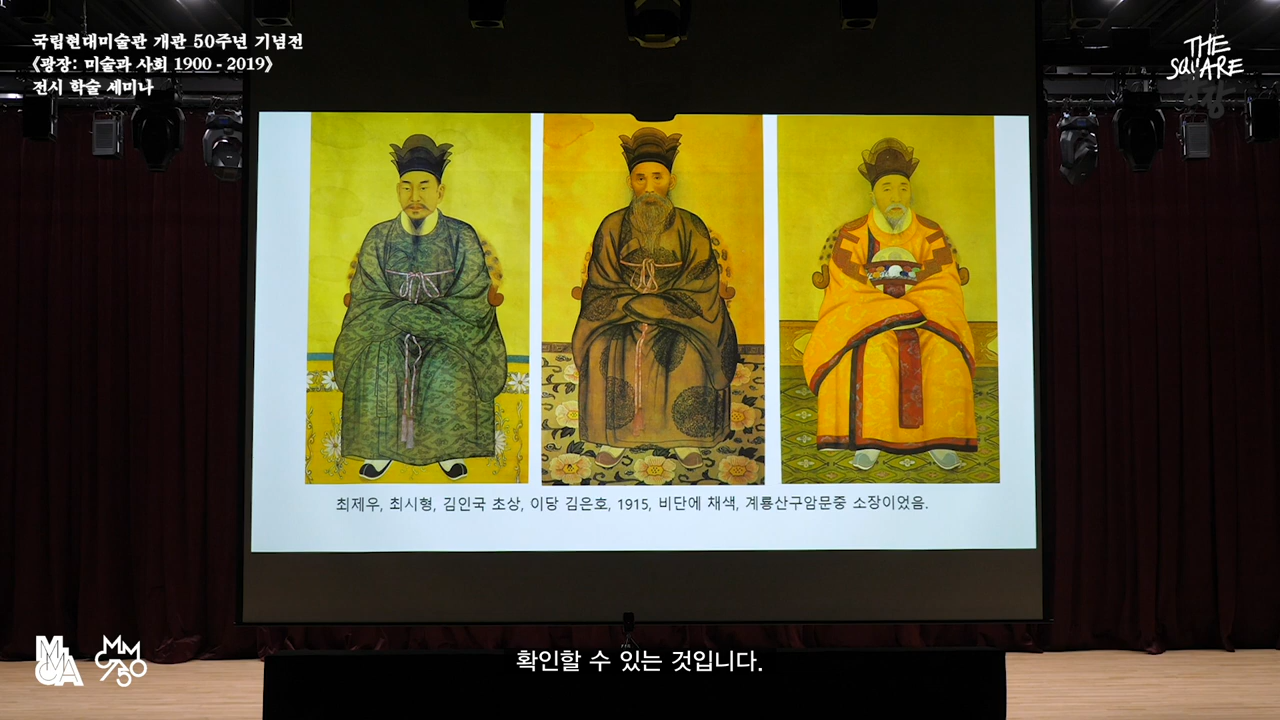 국립현대미술관 개관 50주년 기념전
《광장: 미술과 사회 1900 - 2019》
전시 학술 세미나
THE
SQUARE
광장
최제우, 최시형, 김인국 초상, 이당 김은호, 1915, 비단에 채색, 계룡산구암문중 소장이었음.
MMCA
MMCA50
확인할 수 있는 것입니다.